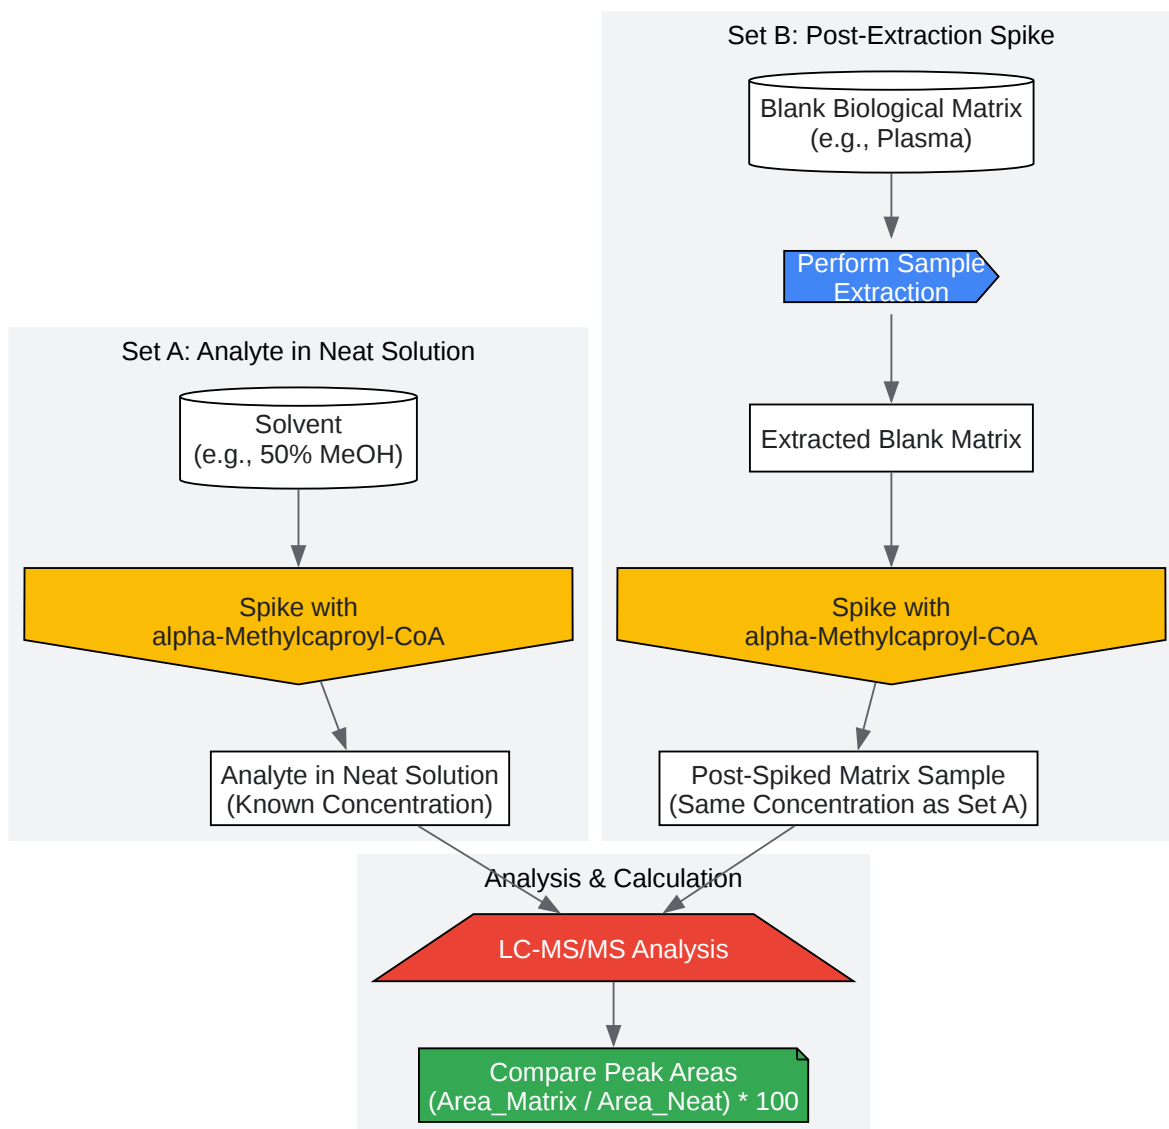 Set B: Post-Extraction Spike
Blank Biological Matrix
(e.g., Plasma)
Perform Sample
Extraction
Extracted Blank Matrix
Spike with
alpha-Methylcaproyl-CoA
Post-Spiked Matrix Sample
(Same Concentration as Set A)
Set A: Analyte in Neat Solution
Solvent
(e.g., 50% MeOH)
Spike with
alpha-Methylcaproyl-CoA
Analyte in Neat Solution
(Known Concentration)
Analysis & Calculation
LC-MS/MS Analysis
Compare Peak Areas
(Area_Matrix / Area_Neat) * 100